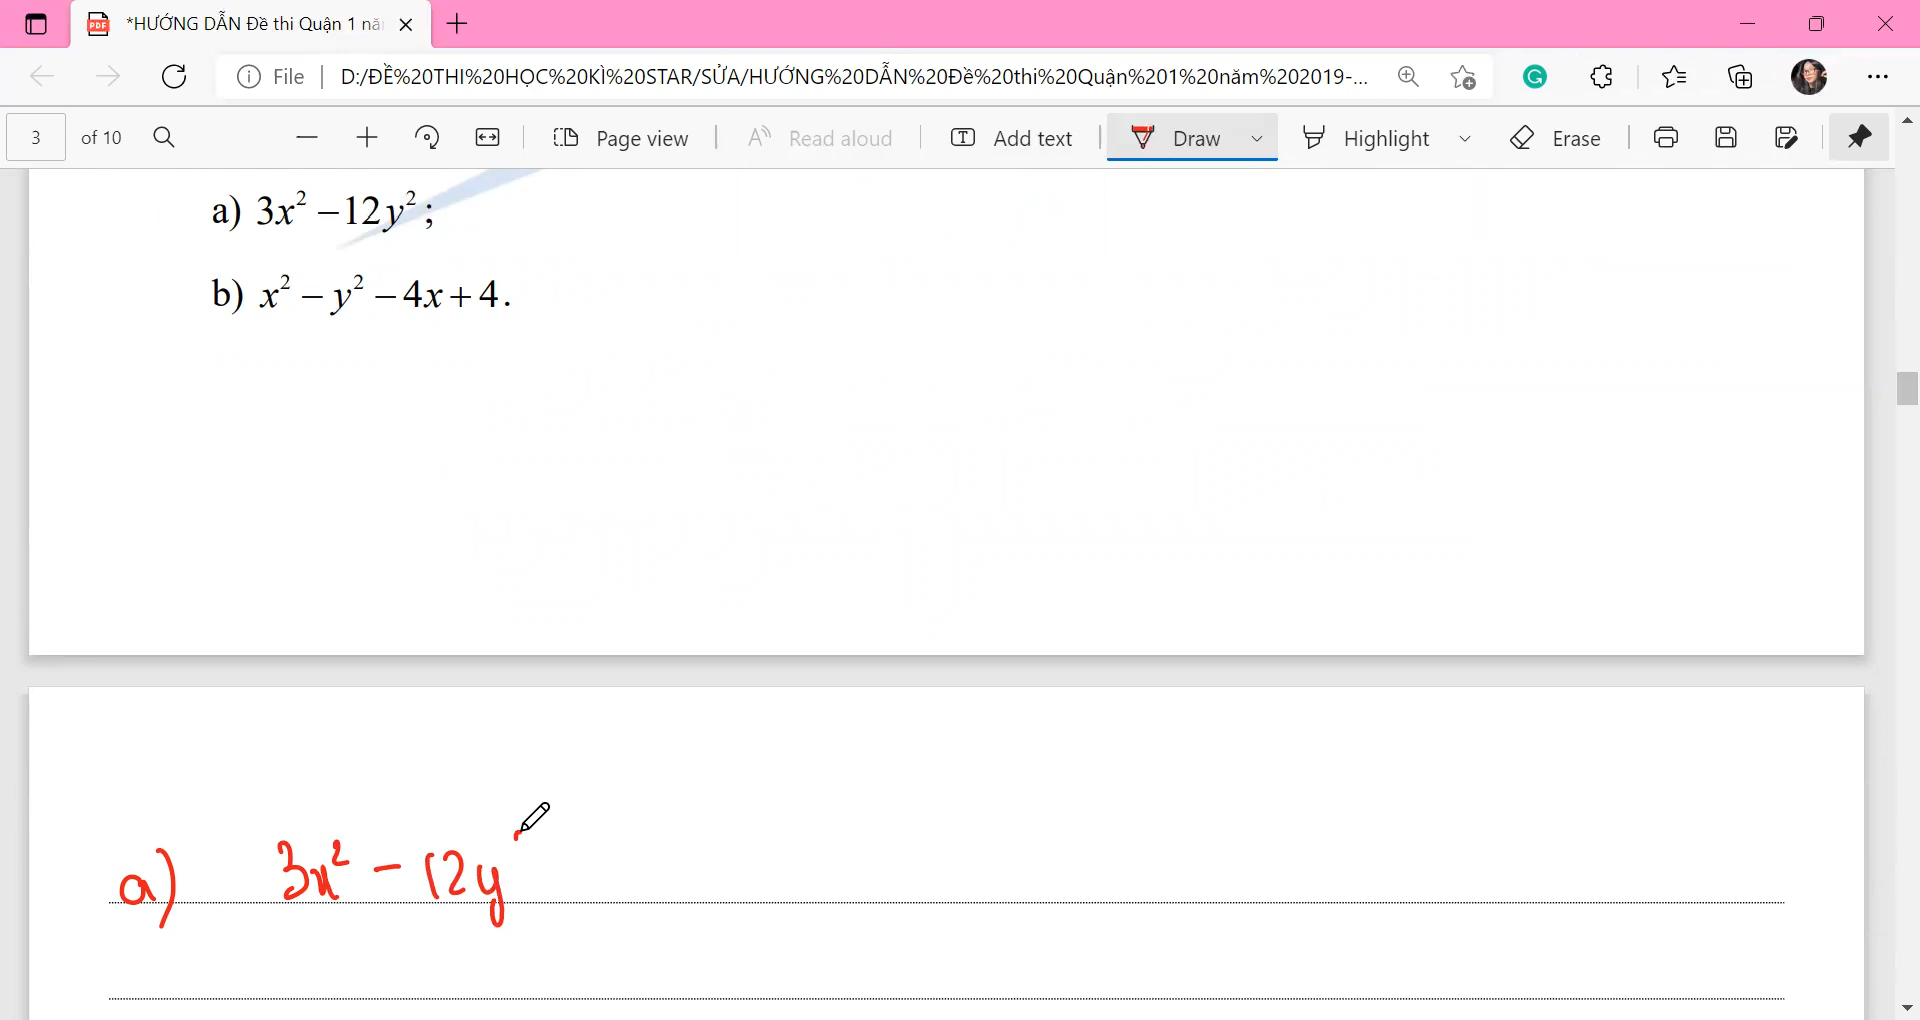 *HƯỚNG DẪN Đề thi Quận 1 nă
File D:/ĐỀ%20THI%20HỌC%20KÌ%20STAR/SỬA/HƯỚNG%20DẪN%20Đề%20thi%20Quận%201%20năm%202019-...
3 of 10 Page view Read aloud Add text Draw Highlight Erase
a) 3x² − 12y²;
b) x² − y² − 4x + 4.
a) 3x² − 12y